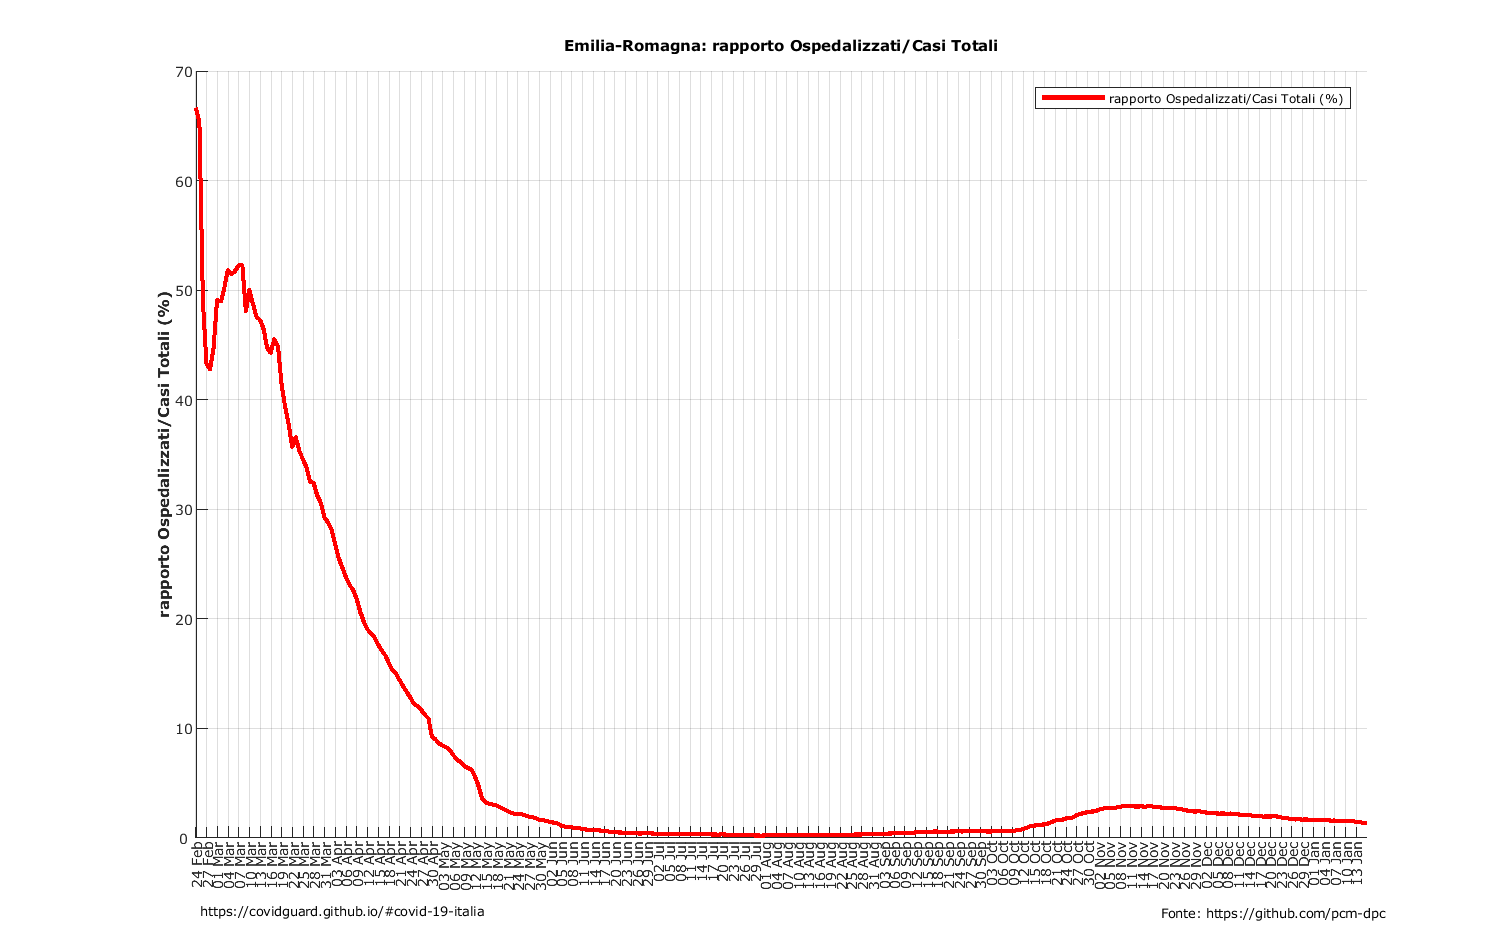 Emilia-Romagna: rapporto Ospedalizzati/Casi Totali
rapporto Ospedalizzati/Casi Totali (%)
rapporto Ospedalizzati/Casi Totali (%)
70
60
50
40
30
20
10
0
24 Feb
27 Feb
01 Mar
04 Mar
07 Mar
10 Mar
13 Mar
16 Mar
19 Mar
22 Mar
25 Mar
28 Mar
31 Mar
03 Apr
06 Apr
09 Apr
12 Apr
15 Apr
18 Apr
21 Apr
24 Apr
27 Apr
30 Apr
03 May
06 May
09 May
12 May
15 May
18 May
21 May
24 May
27 May
30 May
02 Jun
05 Jun
08 Jun
11 Jun
14 Jun
17 Jun
20 Jun
23 Jun
26 Jun
29 Jun
02 Jul
05 Jul
08 Jul
11 Jul
14 Jul
17 Jul
20 Jul
23 Jul
26 Jul
29 Jul
01 Aug
04 Aug
07 Aug
10 Aug
13 Aug
16 Aug
19 Aug
22 Aug
25 Aug
28 Aug
31 Aug
03 Sep
06 Sep
09 Sep
12 Sep
15 Sep
18 Sep
21 Sep
24 Sep
27 Sep
30 Sep
03 Oct
06 Oct
09 Oct
12 Oct
15 Oct
18 Oct
21 Oct
24 Oct
27 Oct
30 Oct
02 Nov
05 Nov
08 Nov
11 Nov
14 Nov
17 Nov
20 Nov
23 Nov
26 Nov
29 Nov
02 Dec
05 Dec
08 Dec
11 Dec
14 Dec
17 Dec
20 Dec
23 Dec
26 Dec
29 Dec
01 Jan
04 Jan
07 Jan
10 Jan
13 Jan
https://covidguard.github.io/#covid-19-italia
Fonte: https://github.com/pcm-dpc